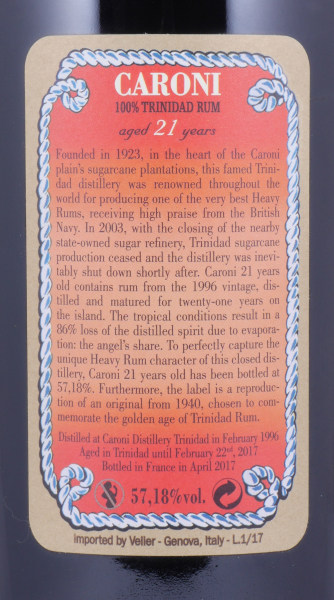 CARONI
100% TRINIDAD RUM
aged 21 years
Founded in 1923, in the heart of the Caroni
plain's sugarcane plantations, this famed Trini-
dad distillery was renowned throughout the
world for producing one of the very best Heavy
Rums, receiving high praise from the British
Navy. In 2003, with the closing of the nearby
state-owned sugar refinery, Trinidad sugarcane
production ceased and the distillery was inevi-
tably shut down shortly after. Caroni 21 years
old contains rum from the 1996 vintage, dis-
tilled and matured for twenty-one years on
the island. The tropical conditions result in a
86% loss of the distilled spirit due to evapora-
tion: the angel's share. To perfectly capture the
unique Heavy Rum character of this closed dis-
tillery, Caroni 21 years old has been bottled at
57,18%. Furthermore, the label is a reproduc-
tion of an original from 1940, chosen to com-
memorate the golden age of Trinidad Rum.
Distilled at Caroni Distillery Trinidad in February 1996
Aged in Trinidad until February 22nd, 2017
Bottled in France in April 2017
57,18%vol.
Imported by Velier - Genova, Italy - L.1/17